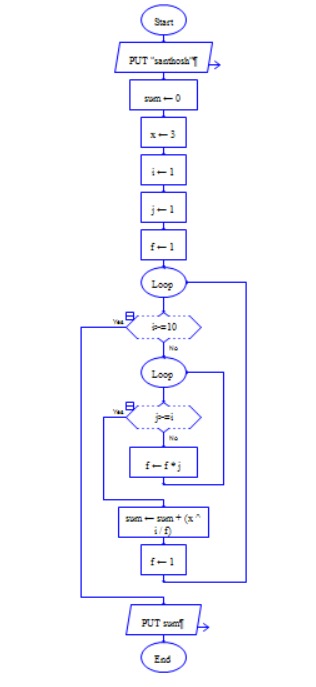 Start
PUT "santhosh"¶
sum ← 0
x ← 3
i ← 1
j ← 1
f ← 1
Loop
i>=10
Yes
No
Loop
j>=i
Yes
No
f ← f * j
sum ← sum + (x ^
i / f)
f ← 1
PUT sum¶
End